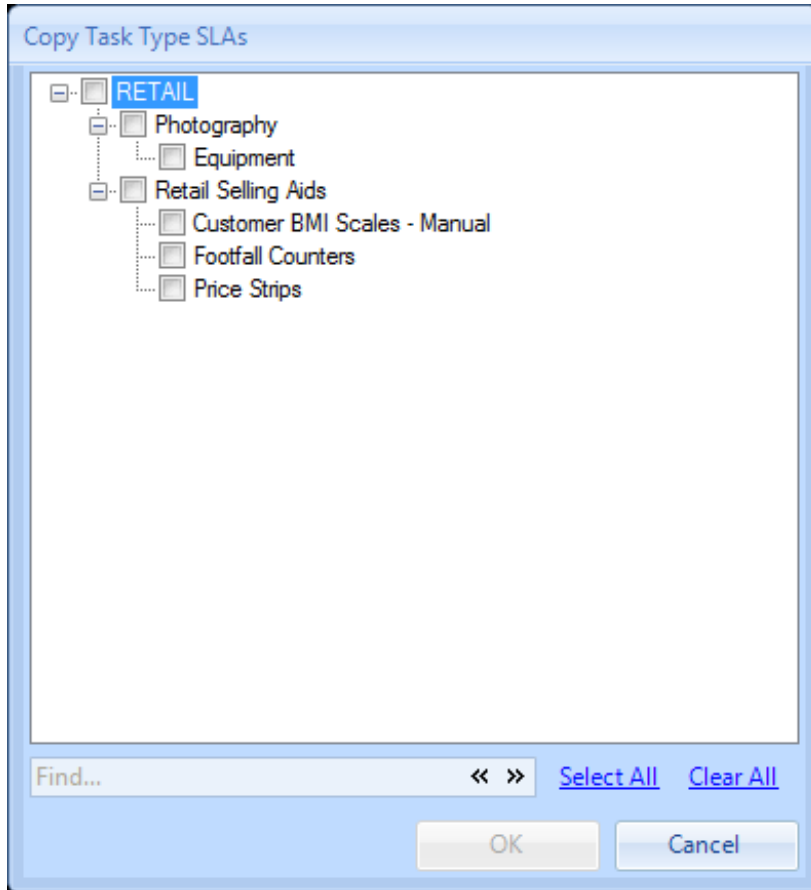 Copy Task Type SLAs
RETAIL
Photography
Equipment
Retail Selling Aids
Customer BMI Scales - Manual
Footfall Counters
Price Strips
Find... « » Select All Clear All
OK Cancel